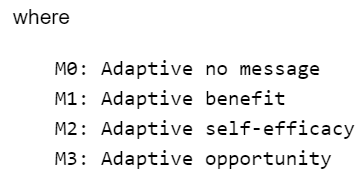 where
M0: Adaptive no message
M1: Adaptive benefit
M2: Adaptive self-efficacy
M3: Adaptive opportunity